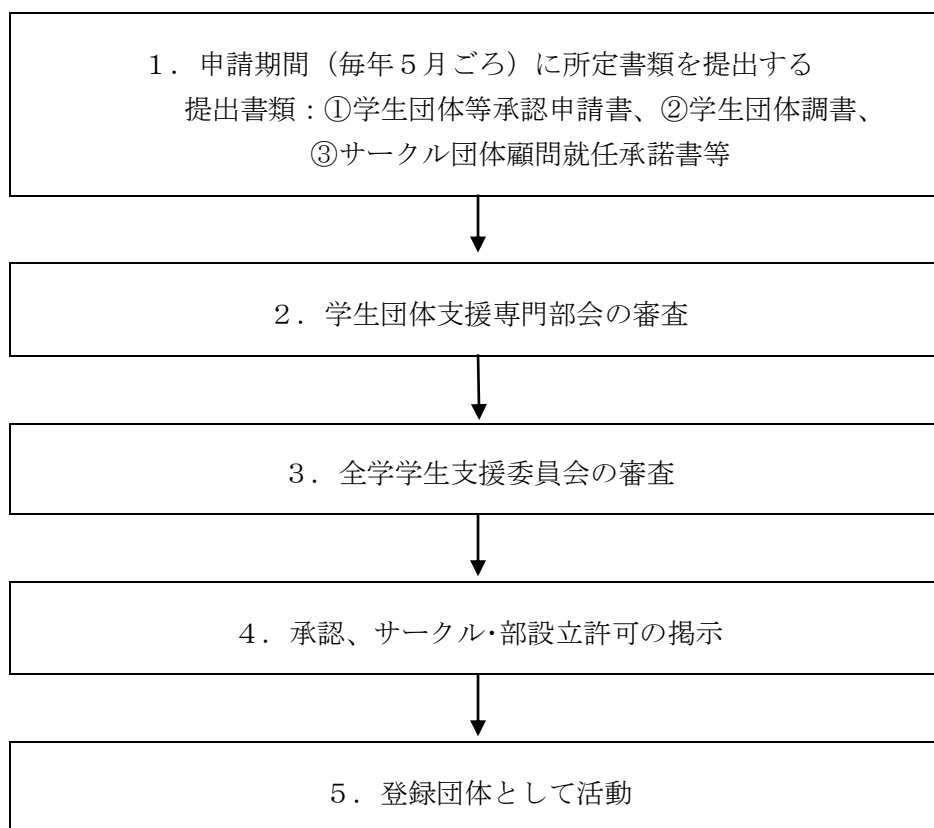 １．申請期間（毎年５月ごろ）に所定書類を提出する
提出書類：①学生団体等承認申請書、②学生団体調書、
③サークル団体顧問就任承諾書等
２．学生団体支援専門部会の審査
３．全学学生支援委員会の審査
４．承認、サークル･部設立許可の掲示
５．登録団体として活動